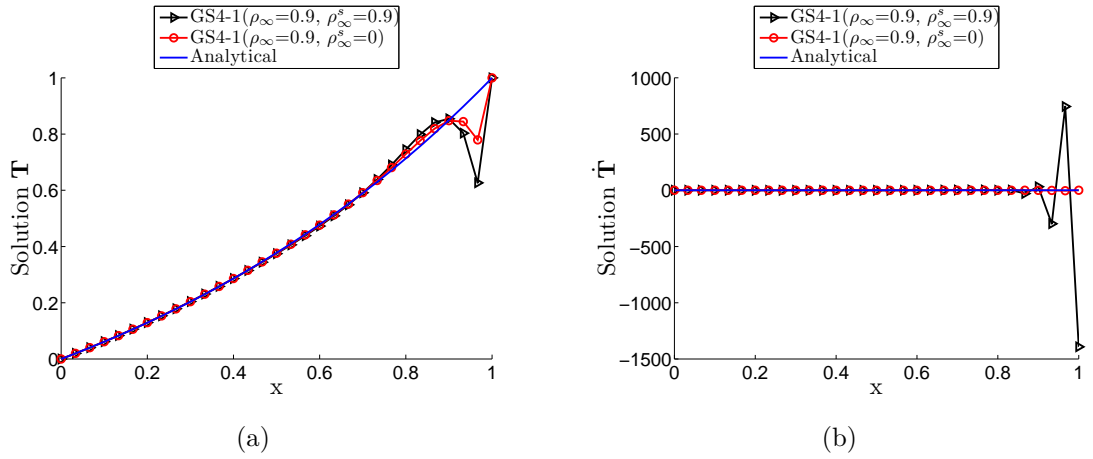 GS4-1(ρ∞=0.9, ρ∞^s=0.9)
GS4-1(ρ∞=0.9, ρ∞^s=0)
Analytical
1
0.8
0.6
0.4
0.2
0
Solution T
0 0.2 0.4 0.6 0.8 1
x
(a)
GS4-1(ρ∞=0.9, ρ∞^s=0.9)
GS4-1(ρ∞=0.9, ρ∞^s=0)
Analytical
1000
500
0
−500
−1000
−1500
Solution Ṫ
0 0.2 0.4 0.6 0.8 1
x
(b)